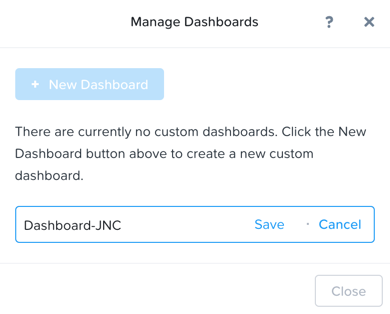 Manage Dashboards ? ×
+ New Dashboard
There are currently no custom dashboards. Click the New
Dashboard button above to create a new custom
dashboard.
Dashboard-JNC Save · Cancel
Close